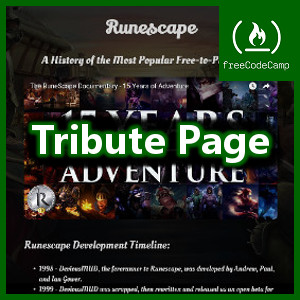 Runescape
freeCodeCamp
A History of the Most Popular Free-to-P
The RuneScape Documentary - 15 Years of Adventure
15 YEARS
Tribute Page
ADVENTURE
Runescape Development Timeline:
1998 - DeviousMUD, the forerunner to Runescape, was developed by Andrew, Paul,
and Ian Gower.
1999 - DeviousMUD was scrapped, then rewritten and released as an open beta for